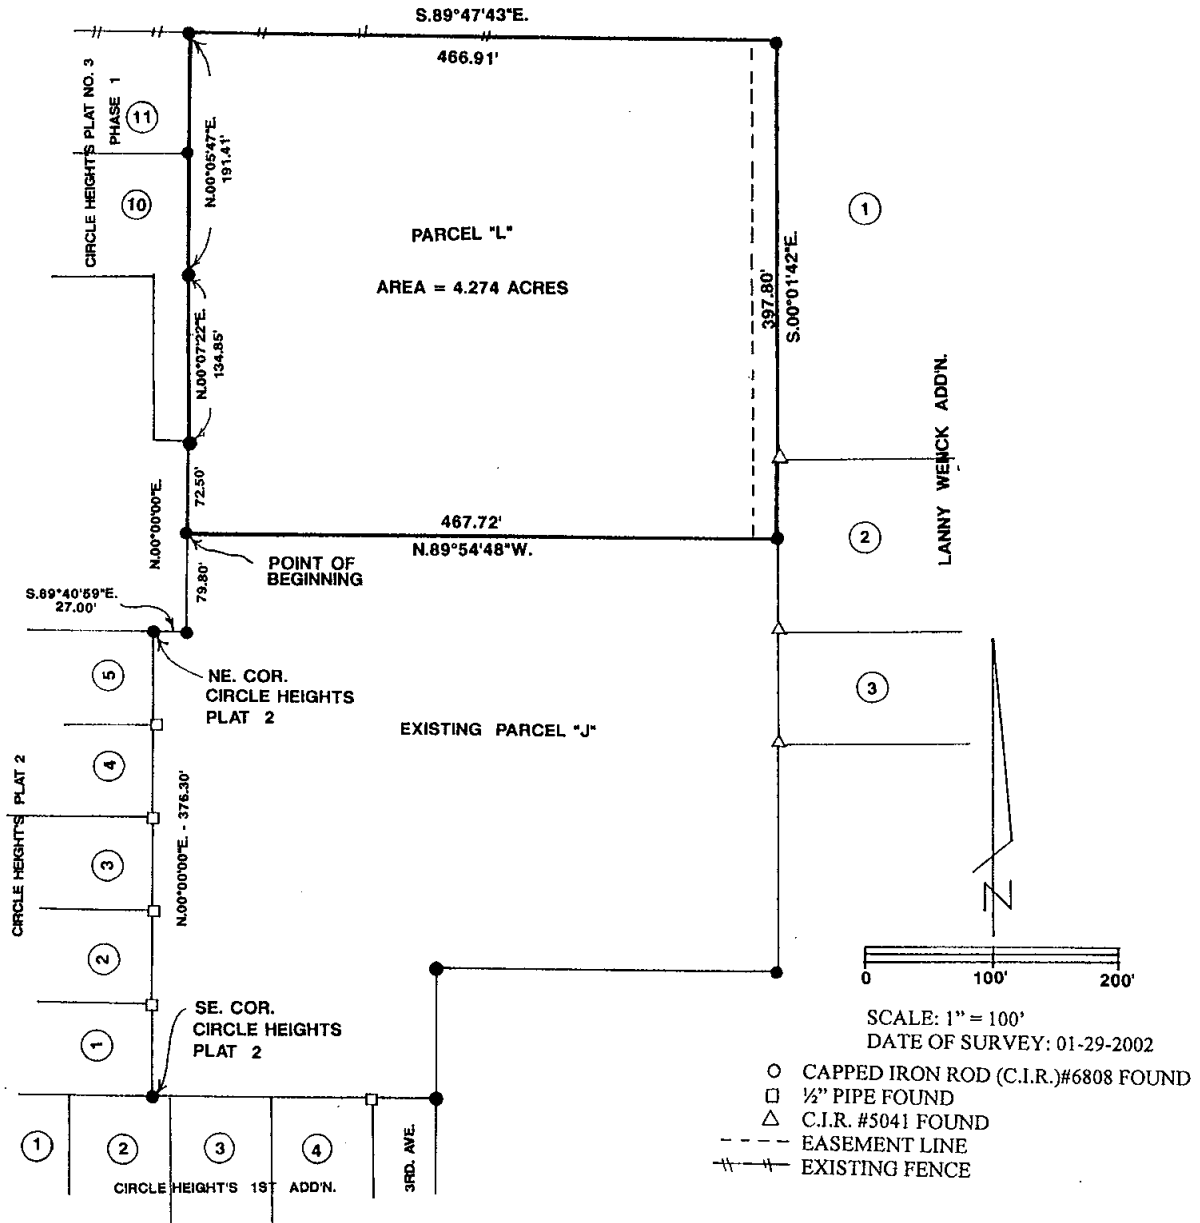 S.89°47'43"E.
466.91'
CIRCLE HEIGHT'S PLAT NO. 3
PHASE 1
11
10
N.00°05'47"E.
191.41'
PARCEL "L"
AREA = 4.274 ACRES
1
397.80'
S.00°01'42"E.
N.00°07'22"E.
134.85'
LANNY WENCK ADD'N.
N.00°00'00"E.
72.50'
467.72'
N.89°54'48"W.
2
POINT OF
BEGINNING
79.80'
S.89°40'59"E.
27.00'
5
NE. COR.
CIRCLE HEIGHTS
PLAT 2
3
EXISTING PARCEL "J"
4
CIRCLE HEIGHT'S PLAT 2
N.00°00'00"E. - 376.30'
3
2
N
0 100' 200'
SE. COR.
CIRCLE HEIGHTS
PLAT 2
1
SCALE: 1" = 100'
DATE OF SURVEY: 01-29-2002
CAPPED IRON ROD (C.I.R.)#6808 FOUND
½" PIPE FOUND
C.I.R. #5041 FOUND
EASEMENT LINE
EXISTING FENCE
1
2
3
4
3RD. AVE.
CIRCLE HEIGHT'S 1ST ADD'N.